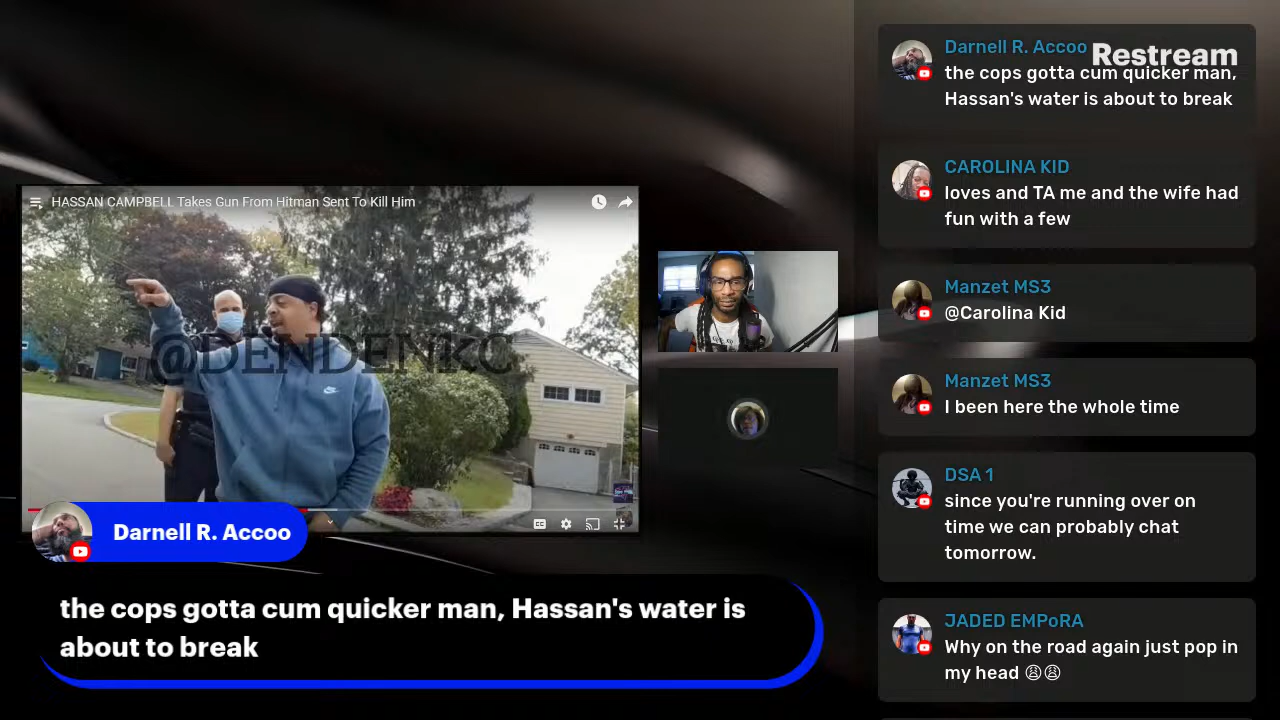 HASSAN CAMPBELL Takes Gun From Hitman Sent To Kill Him
@DENDENKC
Darnell R. Accoo
the cops gotta cum quicker man, Hassan's water is
about to break
Restream
Darnell R. Accoo
the cops gotta cum quicker man,
Hassan's water is about to break
CAROLINA KID
loves and TA me and the wife had
fun with a few
Manzet MS3
@Carolina Kid
Manzet MS3
I been here the whole time
DSA 1
since you're running over on
time we can probably chat
tomorrow.
JADED EMPoRA
Why on the road again just pop in
my head 😩😩